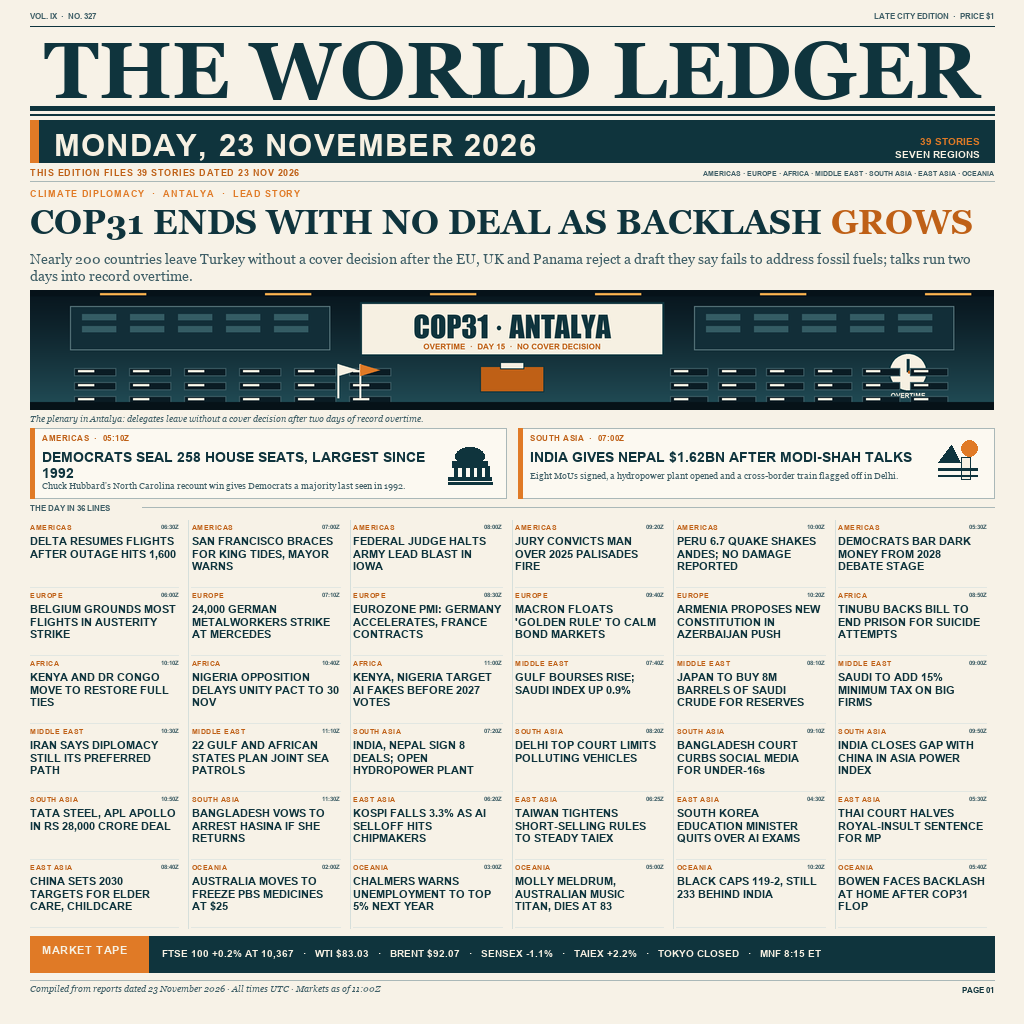 VOL. IX · NO. 327
LATE CITY EDITION · PRICE $1
THE WORLD LEDGER
MONDAY, 23 NOVEMBER 2026
39 STORIES
SEVEN REGIONS
THIS EDITION FILES 39 STORIES DATED 23 NOV 2026
AMERICAS · EUROPE · AFRICA · MIDDLE EAST · SOUTH ASIA · EAST ASIA · OCEANIA
CLIMATE DIPLOMACY · ANTALYA · LEAD STORY
COP31 ENDS WITH NO DEAL AS BACKLASH GROWS
Nearly 200 countries leave Turkey without a cover decision after the EU, UK and Panama reject a draft they say fails to address fossil fuels; talks run two
days into record overtime.
COP31 · ANTALYA
OVERTIME · DAY 15 · NO COVER DECISION
OVERTIME
The plenary in Antalya: delegates leave without a cover decision after two days of record overtime.
AMERICAS · 05:10Z
DEMOCRATS SEAL 258 HOUSE SEATS, LARGEST SINCE
1992
Chuck Hubbard's North Carolina recount win gives Democrats a majority last seen in 1992.
SOUTH ASIA · 07:00Z
INDIA GIVES NEPAL $1.62BN AFTER MODI-SHAH TALKS
Eight MoUs signed, a hydropower plant opened and a cross-border train flagged off in Delhi.
THE DAY IN 36 LINES
AMERICAS 06:30Z
DELTA RESUMES FLIGHTS
AFTER OUTAGE HITS 1,600
AMERICAS 07:00Z
SAN FRANCISCO BRACES
FOR KING TIDES, MAYOR
WARNS
AMERICAS 08:00Z
FEDERAL JUDGE HALTS
ARMY LEAD BLAST IN
IOWA
AMERICAS 09:20Z
JURY CONVICTS MAN
OVER 2025 PALISADES
FIRE
AMERICAS 10:00Z
PERU 6.7 QUAKE SHAKES
ANDES; NO DAMAGE
REPORTED
AMERICAS 05:30Z
DEMOCRATS BAR DARK
MONEY FROM 2028
DEBATE STAGE
EUROPE 06:00Z
BELGIUM GROUNDS MOST
FLIGHTS IN AUSTERITY
STRIKE
EUROPE 07:10Z
24,000 GERMAN
METALWORKERS STRIKE
AT MERCEDES
EUROPE 08:30Z
EUROZONE PMI: GERMANY
ACCELERATES, FRANCE
CONTRACTS
EUROPE 09:40Z
MACRON FLOATS
'GOLDEN RULE' TO CALM
BOND MARKETS
EUROPE 10:20Z
ARMENIA PROPOSES NEW
CONSTITUTION IN
AZERBAIJAN PUSH
AFRICA 08:50Z
TINUBU BACKS BILL TO
END PRISON FOR SUICIDE
ATTEMPTS
AFRICA 10:10Z
KENYA AND DR CONGO
MOVE TO RESTORE FULL
TIES
AFRICA 10:40Z
NIGERIA OPPOSITION
DELAYS UNITY PACT TO 30
NOV
AFRICA 11:00Z
KENYA, NIGERIA TARGET
AI FAKES BEFORE 2027
VOTES
MIDDLE EAST 07:40Z
GULF BOURSES RISE;
SAUDI INDEX UP 0.9%
MIDDLE EAST 08:10Z
JAPAN TO BUY 8M
BARRELS OF SAUDI
CRUDE FOR RESERVES
MIDDLE EAST 09:00Z
SAUDI TO ADD 15%
MINIMUM TAX ON BIG
FIRMS
MIDDLE EAST 10:30Z
IRAN SAYS DIPLOMACY
STILL ITS PREFERRED
PATH
MIDDLE EAST 11:10Z
22 GULF AND AFRICAN
STATES PLAN JOINT SEA
PATROLS
SOUTH ASIA 07:20Z
INDIA, NEPAL SIGN 8
DEALS; OPEN
HYDROPOWER PLANT
SOUTH ASIA 08:20Z
DELHI TOP COURT LIMITS
POLLUTING VEHICLES
SOUTH ASIA 09:10Z
BANGLADESH COURT
CURBS SOCIAL MEDIA
FOR UNDER-16s
SOUTH ASIA 09:50Z
INDIA CLOSES GAP WITH
CHINA IN ASIA POWER
INDEX
SOUTH ASIA 10:50Z
TATA STEEL, APL APOLLO
IN RS 28,000 CRORE DEAL
SOUTH ASIA 11:30Z
BANGLADESH VOWS TO
ARREST HASINA IF SHE
RETURNS
EAST ASIA 06:20Z
KOSPI FALLS 3.3% AS AI
SELLOFF HITS
CHIPMAKERS
EAST ASIA 06:25Z
TAIWAN TIGHTENS
SHORT-SELLING RULES
TO STEADY TAIEX
EAST ASIA 04:30Z
SOUTH KOREA
EDUCATION MINISTER
QUITS OVER AI EXAMS
EAST ASIA 05:30Z
THAI COURT HALVES
ROYAL-INSULT SENTENCE
FOR MP
EAST ASIA 08:40Z
CHINA SETS 2030
TARGETS FOR ELDER
CARE, CHILDCARE
OCEANIA 02:00Z
AUSTRALIA MOVES TO
FREEZE PBS MEDICINES
AT $25
OCEANIA 03:00Z
CHALMERS WARNS
UNEMPLOYMENT TO TOP
5% NEXT YEAR
OCEANIA 05:00Z
MOLLY MELDRUM,
AUSTRALIAN MUSIC
TITAN, DIES AT 83
OCEANIA 10:20Z
BLACK CAPS 119-2, STILL
233 BEHIND INDIA
OCEANIA 05:40Z
BOWEN FACES BACKLASH
AT HOME AFTER COP31
FLOP
MARKET TAPE
FTSE 100 +0.2% AT 10,367 · WTI $83.03 · BRENT $92.07 · SENSEX -1.1% · TAIEX +2.2% · TOKYO CLOSED · MNF 8:15 ET
Compiled from reports dated 23 November 2026 · All times UTC · Markets as of 11:00Z
PAGE 01